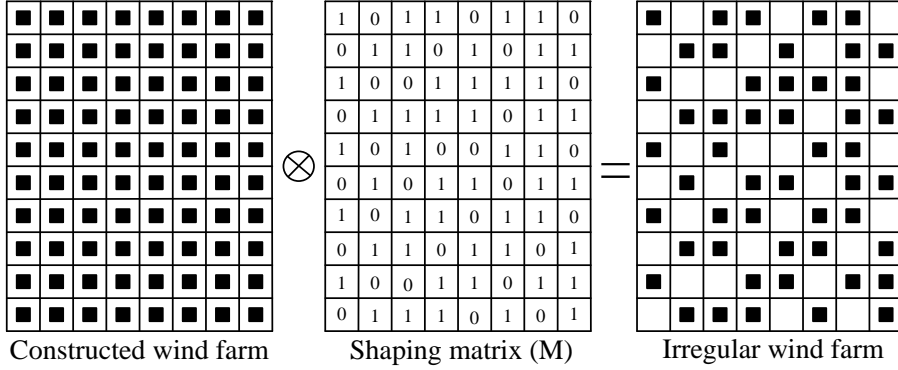 1 0 1 1 0 1 1 0
0 1 1 0 1 0 1 1
1 0 0 1 1 1 1 0
0 1 1 1 1 0 1 1
1 0 1 0 0 1 1 0
0 1 0 1 1 0 1 1
1 0 1 1 0 1 1 0
0 1 1 0 1 1 0 1
1 0 0 1 1 0 1 1
0 1 1 1 0 1 0 1
⊗ =
Constructed wind farm Shaping matrix (M) Irregular wind farm